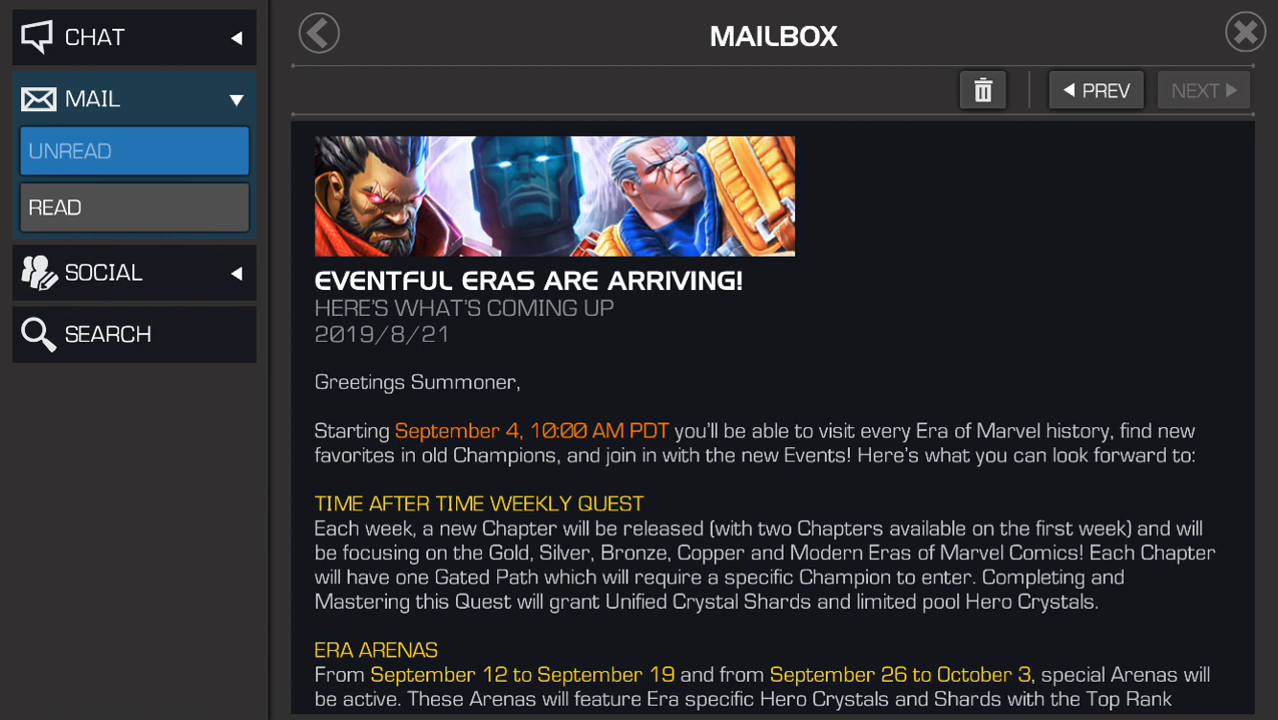 CHAT
MAIL
UNREAD
READ
SOCIAL
SEARCH
MAILBOX
PREV
NEXT
EVENTFUL ERAS ARE ARRIVING!
HERE'S WHAT'S COMING UP
2019/8/21
Greetings Summoner,
Starting September 4, 10:00 AM PDT you'll be able to visit every Era of Marvel history, find new
favorites in old Champions, and join in with the new Events! Here's what you can look forward to:
TIME AFTER TIME WEEKLY QUEST
Each week, a new Chapter will be released (with two Chapters available on the first week) and will
be focusing on the Gold, Silver, Bronze, Copper and Modern Eras of Marvel Comics! Each Chapter
will have one Gated Path which will require a specific Champion to enter. Completing and
Mastering this Quest will grant Unified Crystal Shards and limited pool Hero Crystals.
ERA ARENAS
From September 12 to September 19 and from September 26 to October 3, special Arenas will
be active. These Arenas will feature Era specific Hero Crystals and Shards with the Top Rank